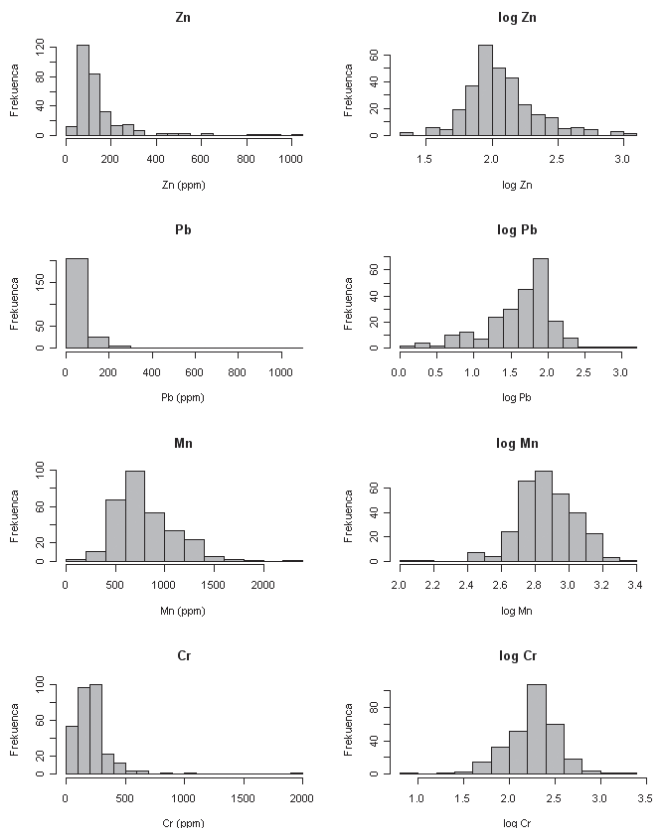 Zn
Frekuenca
0 40 80 120
0 200 400 600 800 1000
Zn (ppm)
log Zn
Frekuenca
0 20 40 60
1.5 2.0 2.5 3.0
log Zn
Pb
Frekuenca
0 50 150
0 200 400 600 800 1000
Pb (ppm)
log Pb
Frekuenca
0 20 40 60
0.0 0.5 1.0 1.5 2.0 2.5 3.0
log Pb
Mn
Frekuenca
0 20 60 100
0 500 1000 1500 2000
Mn (ppm)
log Mn
Frekuenca
0 20 40 60
2.0 2.2 2.4 2.6 2.8 3.0 3.2 3.4
log Mn
Cr
Frekuenca
0 20 60 100
0 500 1000 1500 2000
Cr (ppm)
log Cr
Frekuenca
0 40 80
1.0 1.5 2.0 2.5 3.0 3.5
log Cr